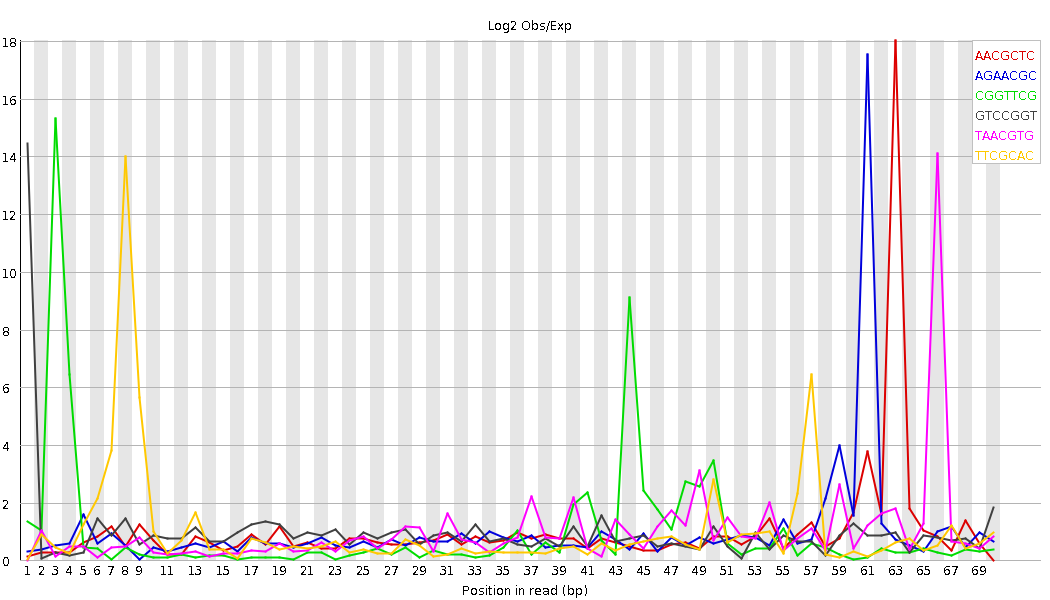 Log2 Obs/Exp
18
16
14
12
10
8
6
4
2
0
AACGCTC
AGAACGC
CGGTTCG
GTCCGGT
TAACGTG
TTCGCAC
1 2 3 4 5 6 7 8 9 11 13 15 17 19 21 23 25 27 29 31 33 35 37 39 41 43 45 47 49 51 53 55 57 59 61 63 65 67 69
Position in read (bp)